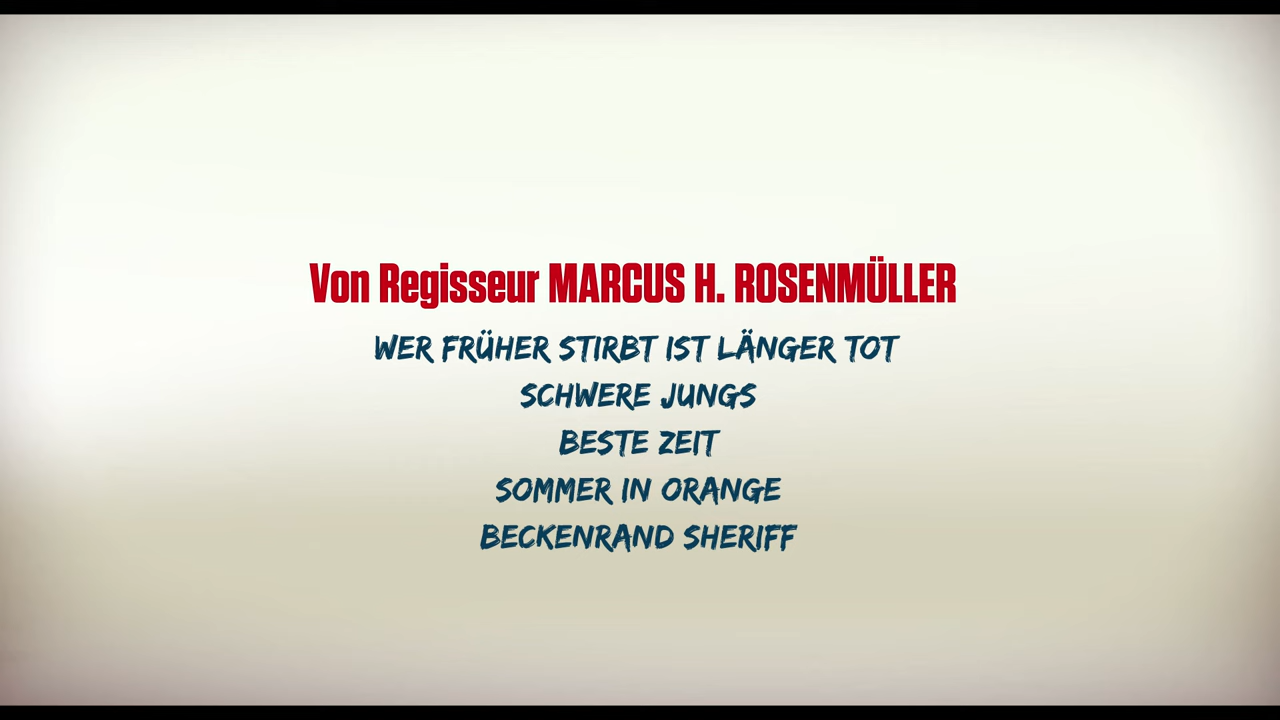 Von Regisseur MARCUS H. ROSENMÜLLER
WER FRÜHER STIRBT IST LÄNGER TOT
SCHWERE JUNGS
BESTE ZEIT
SOMMER IN ORANGE
BECKENRAND SHERIFF